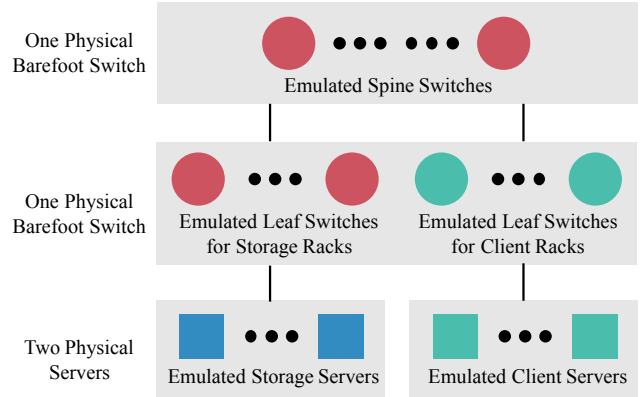 One Physical
Barefoot Switch
Emulated Spine Switches
One Physical
Barefoot Switch
Emulated Leaf Switches
for Storage Racks
Emulated Leaf Switches
for Client Racks
Two Physical
Servers
Emulated Storage Servers
Emulated Client Servers